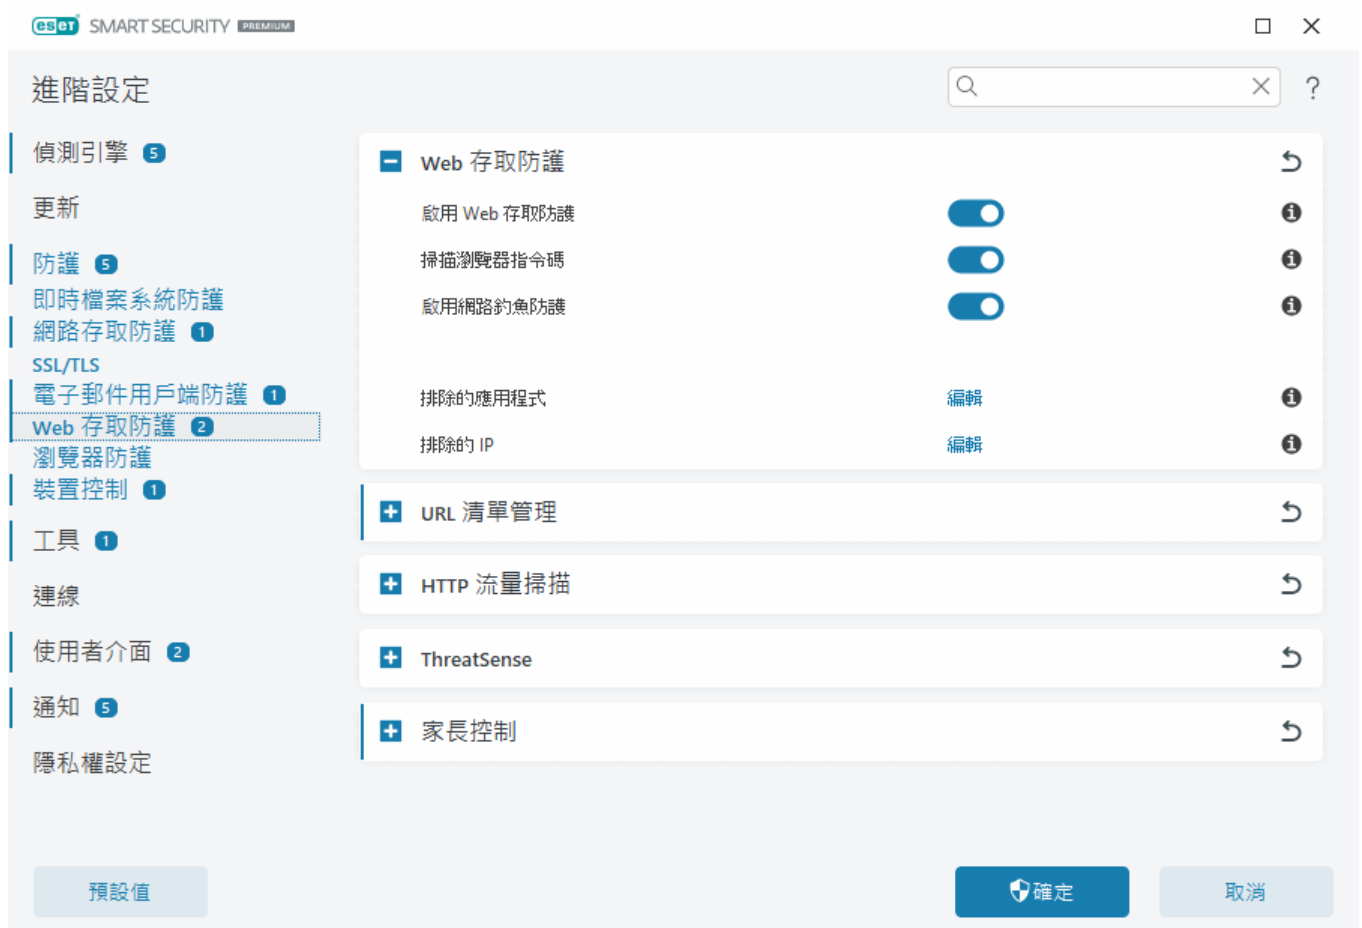 eset SMART SECURITY PREMIUM
進階設定
?
偵測引擎 5
更新
防護 5
即時檔案系統防護
網路存取防護 1
SSL/TLS
電子郵件用戶端防護 1
Web 存取防護 2
瀏覽器防護
裝置控制 1
工具 1
連線
使用者介面 2
通知 5
隱私權設定
Web 存取防護
啟用 Web 存取防護
掃描瀏覽器指令碼
啟用網路釣魚防護
排除的應用程式 編輯
排除的 IP 編輯
URL 清單管理
HTTP 流量掃描
ThreatSense
家長控制
預設值
確定
取消